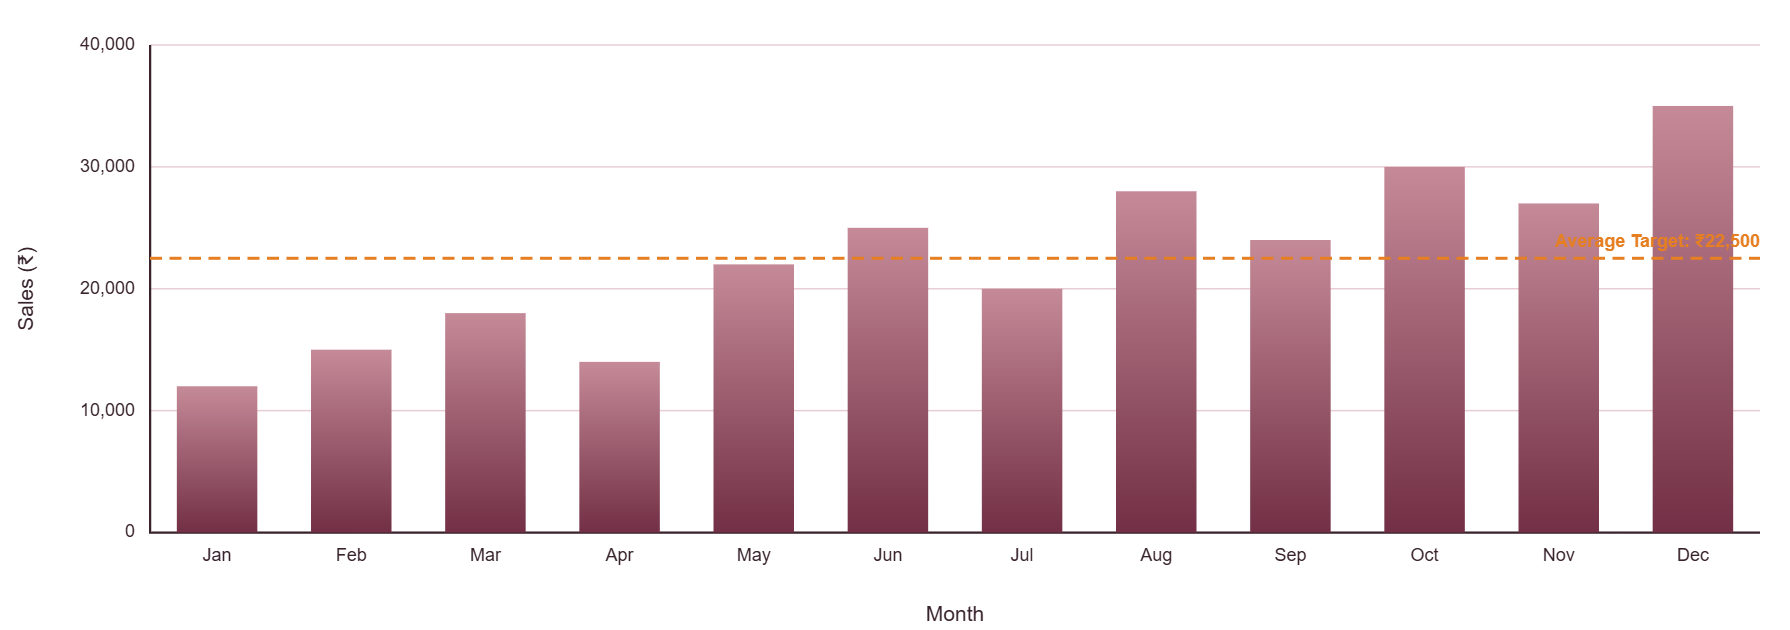 40,000
30,000
20,000
10,000
0
Sales (₹)
Average Target: ₹22,500
Jan Feb Mar Apr May Jun Jul Aug Sep Oct Nov Dec
Month